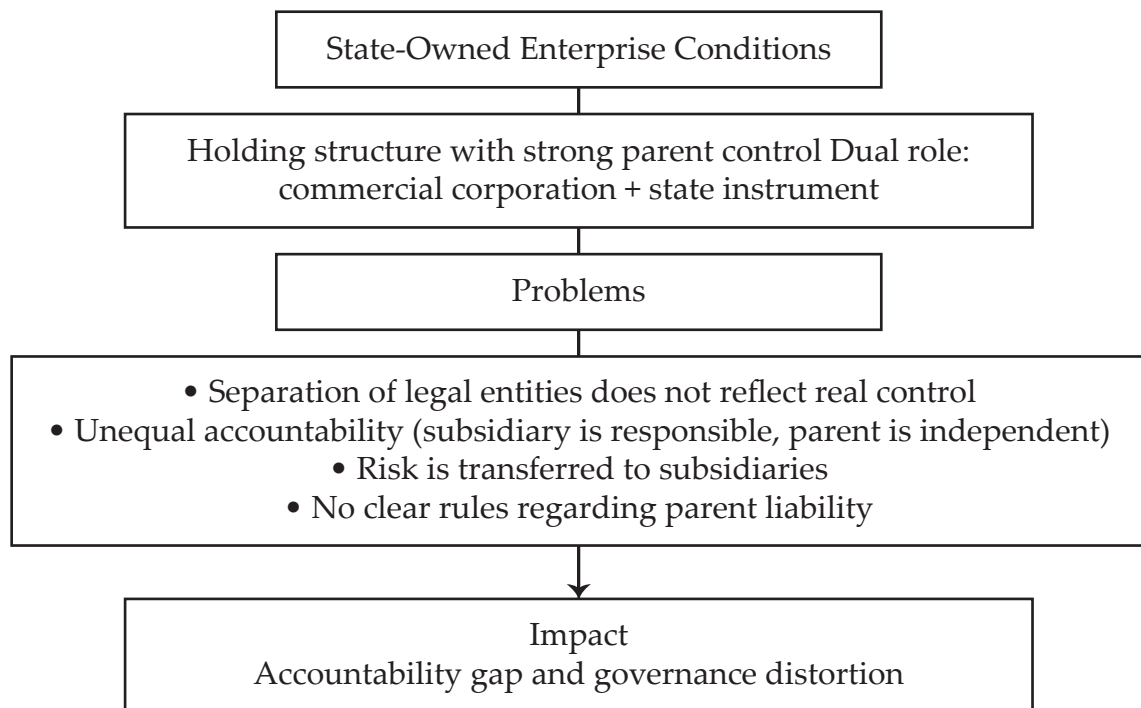 State-Owned Enterprise Conditions
Holding structure with strong parent control Dual role:
commercial corporation + state instrument
Problems
• Separation of legal entities does not reflect real control
• Unequal accountability (subsidiary is responsible, parent is independent)
• Risk is transferred to subsidiaries
• No clear rules regarding parent liability
Impact
Accountability gap and governance distortion